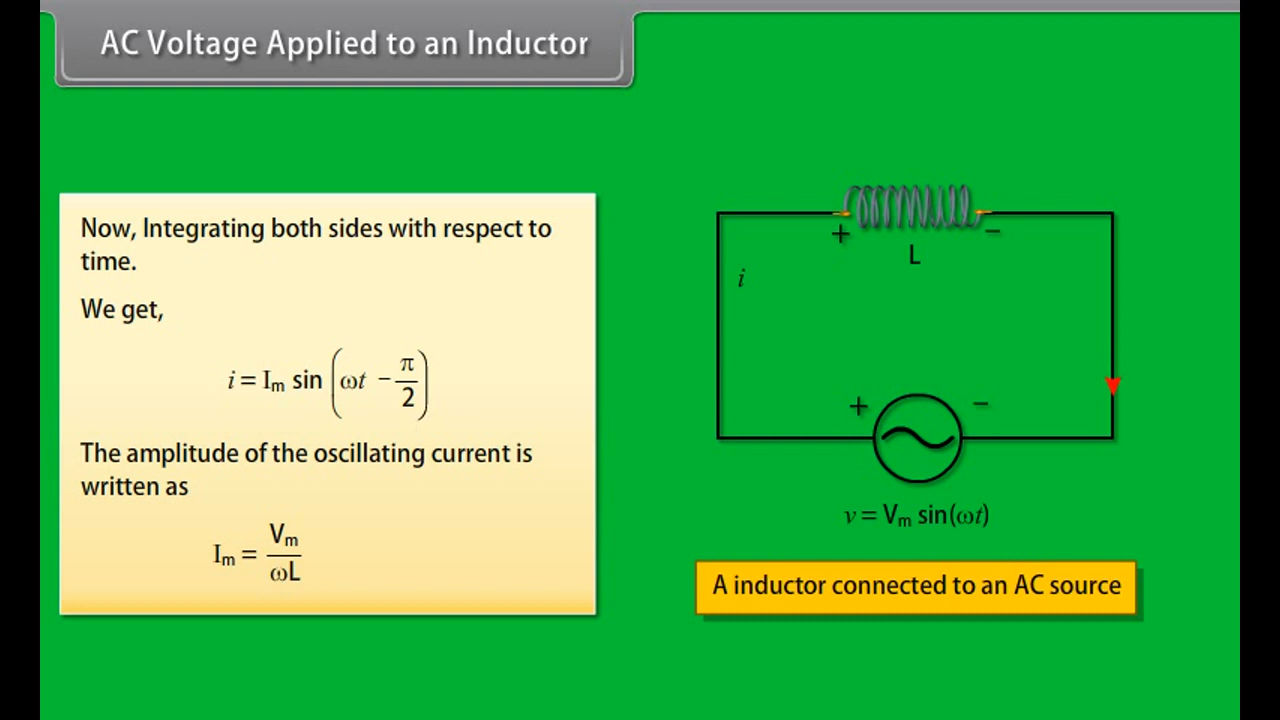 AC Voltage Applied to an Inductor
Now, Integrating both sides with respect to
time.
We get,
i = Im sin (ωt − π/2)
The amplitude of the oscillating current is
written as
Im = Vm/ωL
+ −
L
i
+ −
v = Vm sin(ωt)
A inductor connected to an AC source